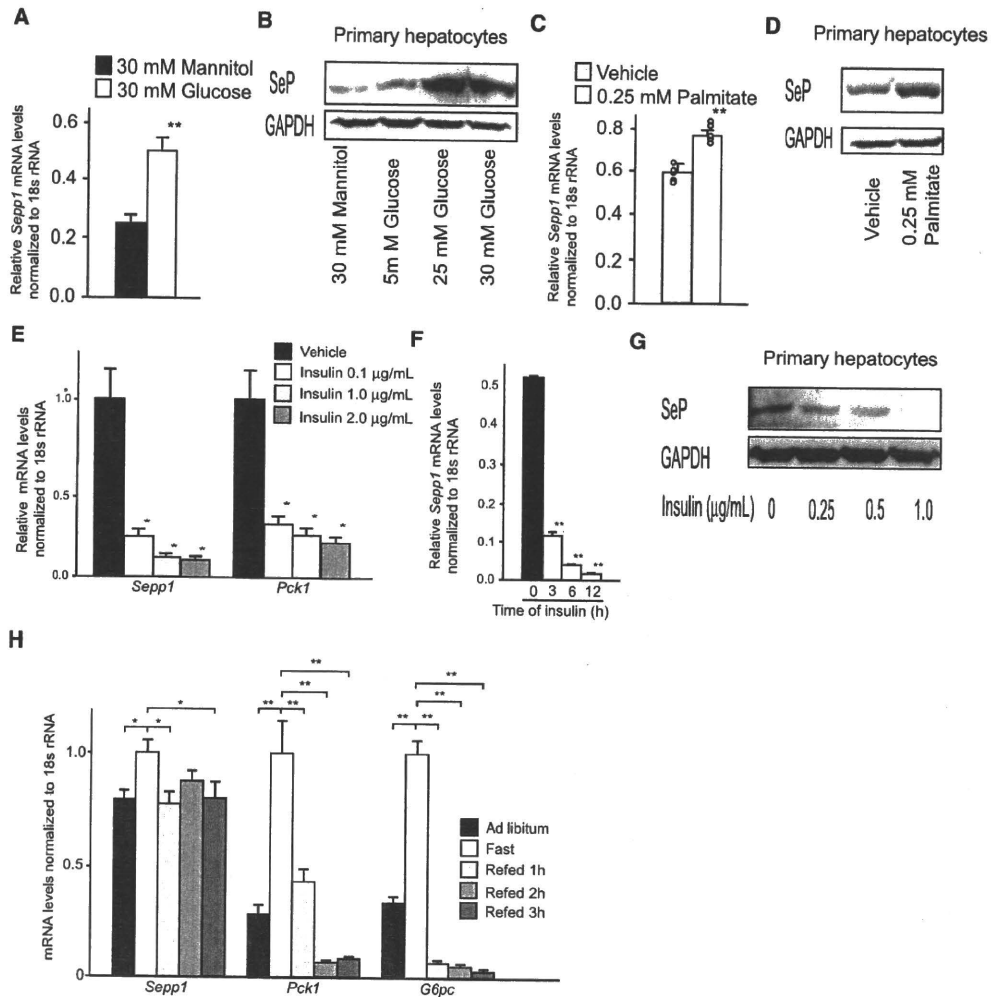 A
30 mM Mannitol
30 mM Glucose
Relative Sepp1 mRNA levels
normalized to 18s rRNA
0.6
0.4
0.2
0.0
**
B
Primary hepatocytes
SeP
GAPDH
30 mM Mannitol
5m M Glucose
25 mM Glucose
30 mM Glucose
C
Vehicle
0.25 mM Palmitate
Relative Sepp1 mRNA levels
normalized to 18s rRNA
0.8
0.6
0.4
0.2
0.0
**
D
Primary hepatocytes
SeP
GAPDH
Vehicle
0.25 mM
Palmitate
E
Vehicle
Insulin 0.1 µg/mL
Insulin 1.0 µg/mL
Insulin 2.0 µg/mL
Relative mRNA levels
normalized to 18s rRNA
1.0
0.5
0.0
* * *
* * *
Sepp1 Pck1
F
Relative Sepp1 mRNA levels
normalized to 18s rRNA
0.5
0.4
0.3
0.2
0.1
0.0
** ** **
0 3 6 12
Time of insulin (h)
G
Primary hepatocytes
SeP
GAPDH
Insulin (µg/mL) 0 0.25 0.5 1.0
H
mRNA levels normalized to 18s rRNA
1.0
0.5
0
*
* *
**
**
** **
**
**
** **
Ad libitum
Fast
Refed 1h
Refed 2h
Refed 3h
Sepp1 Pck1 G6pc